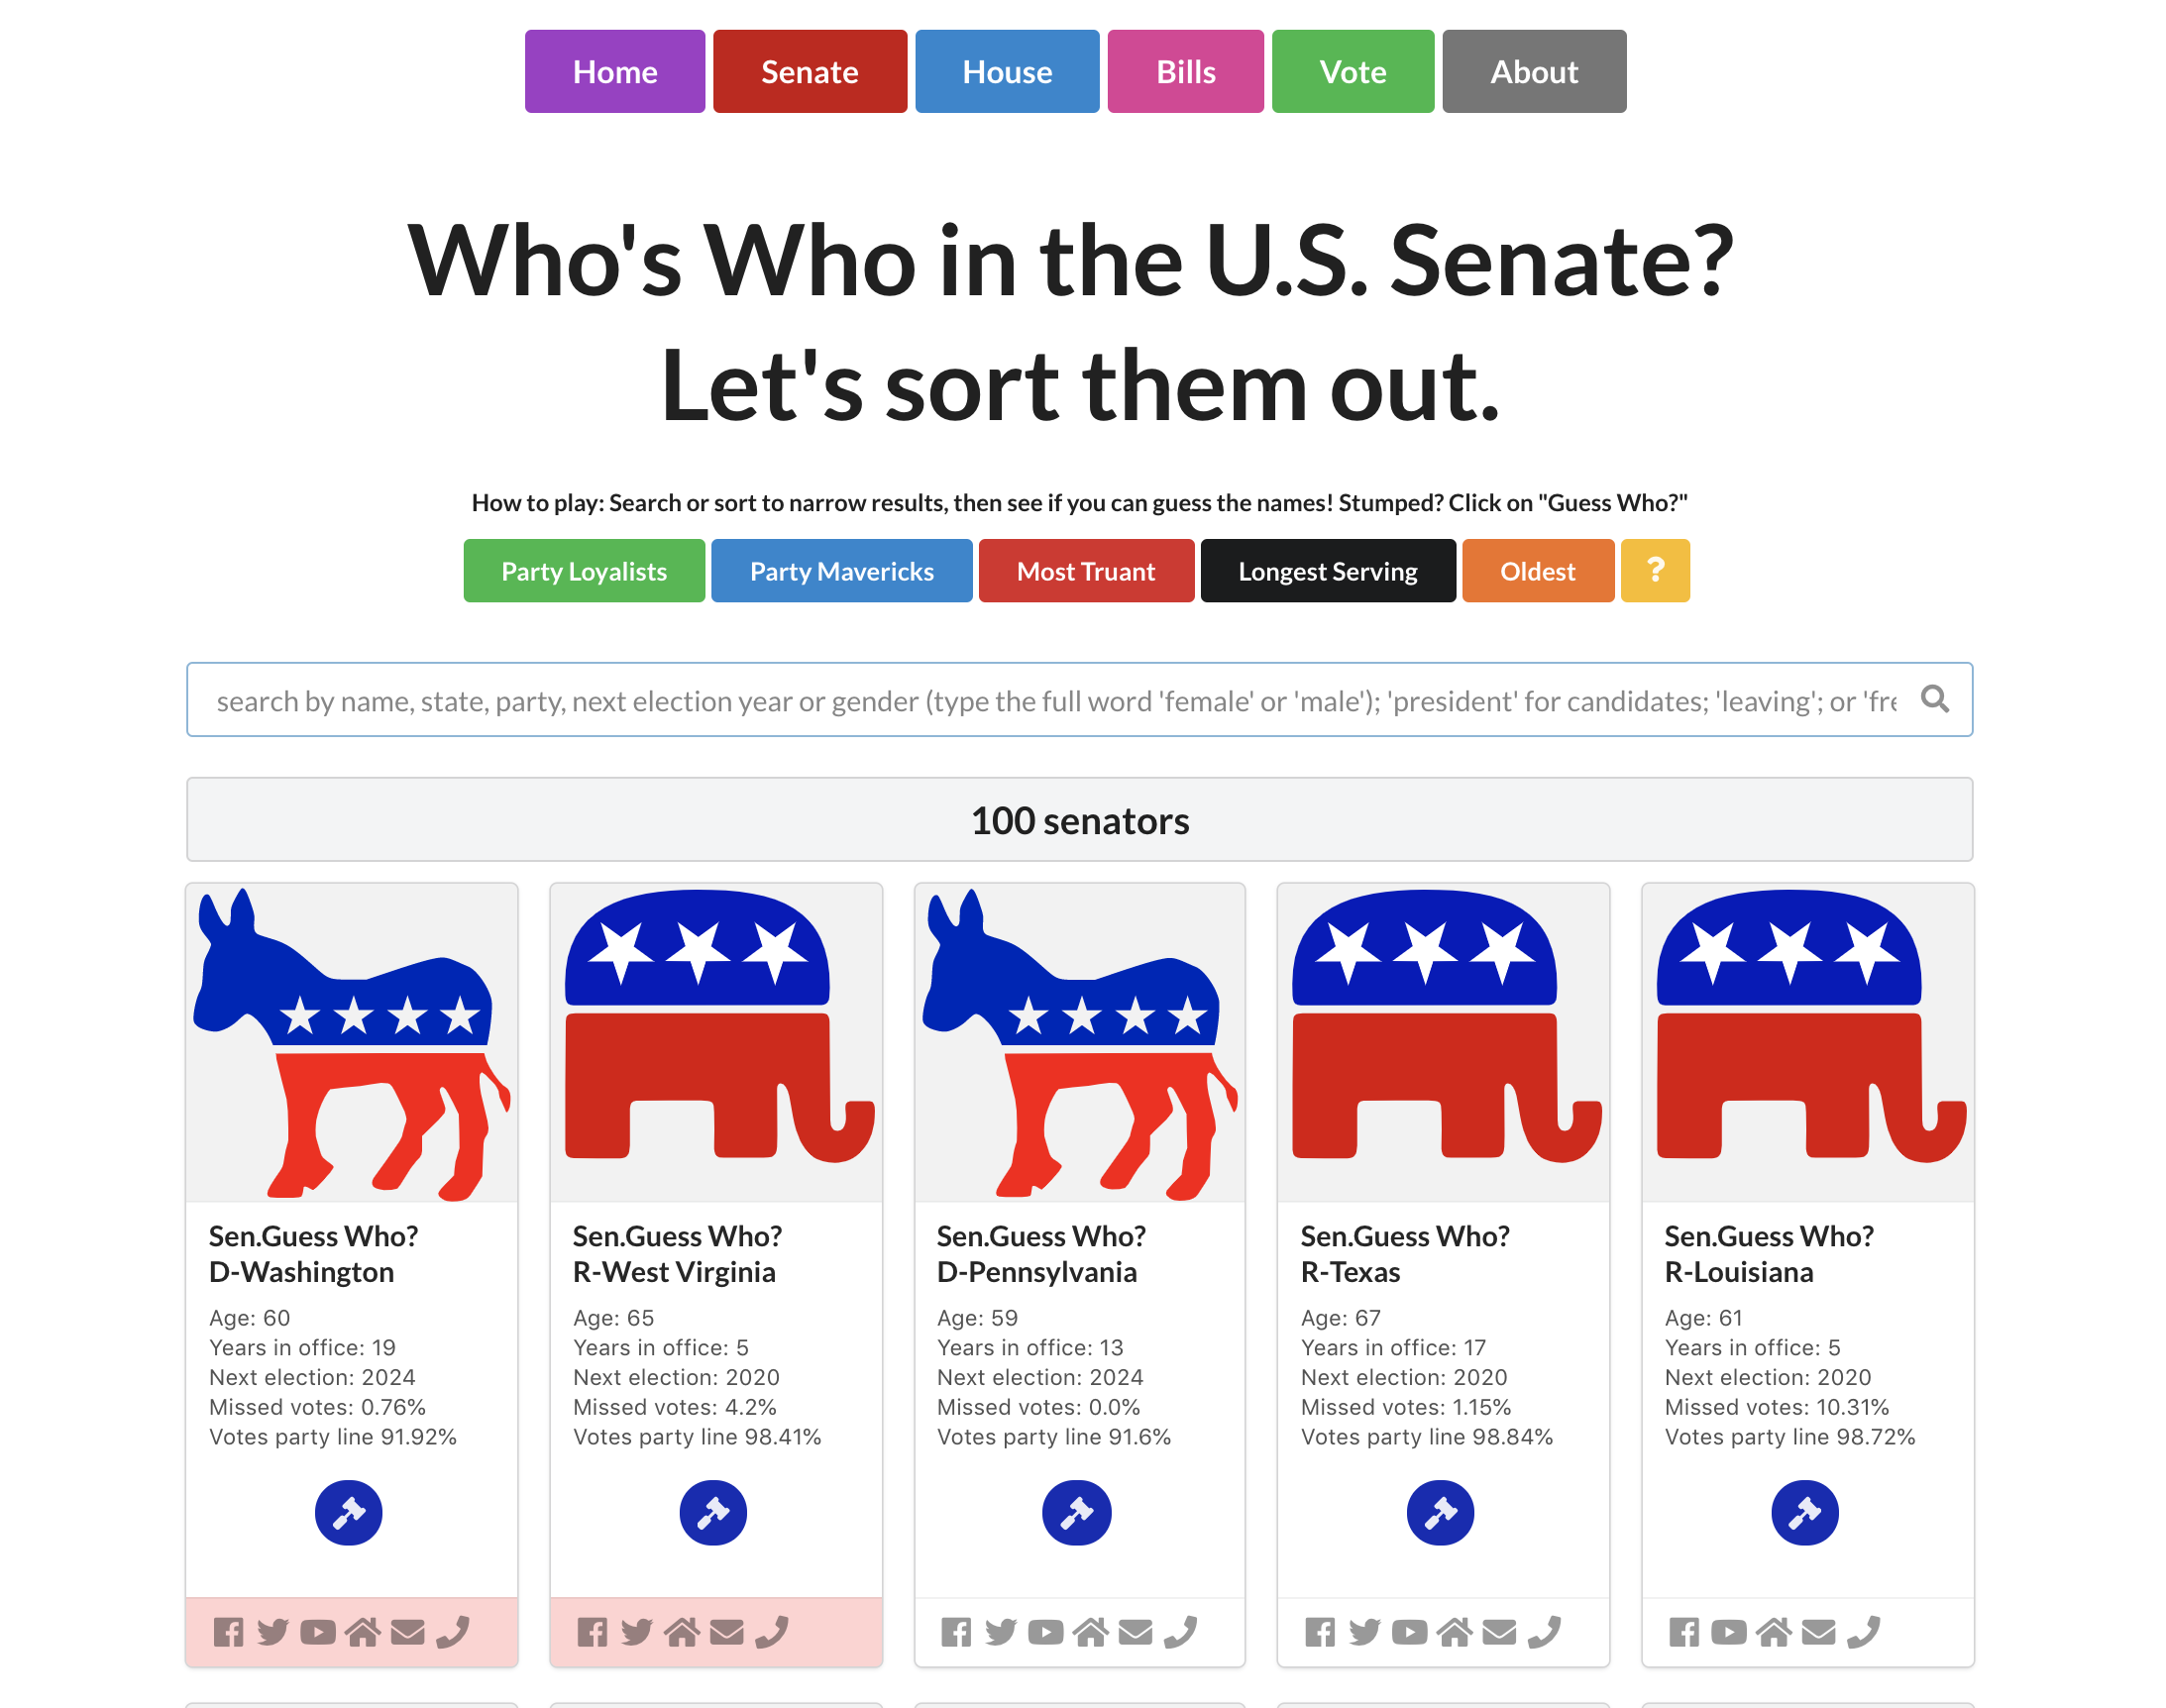 Home Senate House Bills Vote About
Who's Who in the U.S. Senate?
Let's sort them out.
How to play: Search or sort to narrow results, then see if you can guess the names! Stumped? Click on "Guess Who?"
Party Loyalists Party Mavericks Most Truant Longest Serving Oldest ?
search by name, state, party, next election year or gender (type the full word 'female' or 'male'); 'president' for candidates; 'leaving'; or 'fre
100 senators
Sen.Guess Who?
D-Washington
Age: 60
Years in office: 19
Next election: 2024
Missed votes: 0.76%
Votes party line 91.92%
Sen.Guess Who?
R-West Virginia
Age: 65
Years in office: 5
Next election: 2020
Missed votes: 4.2%
Votes party line 98.41%
Sen.Guess Who?
D-Pennsylvania
Age: 59
Years in office: 13
Next election: 2024
Missed votes: 0.0%
Votes party line 91.6%
Sen.Guess Who?
R-Texas
Age: 67
Years in office: 17
Next election: 2020
Missed votes: 1.15%
Votes party line 98.84%
Sen.Guess Who?
R-Louisiana
Age: 61
Years in office: 5
Next election: 2020
Missed votes: 10.31%
Votes party line 98.72%